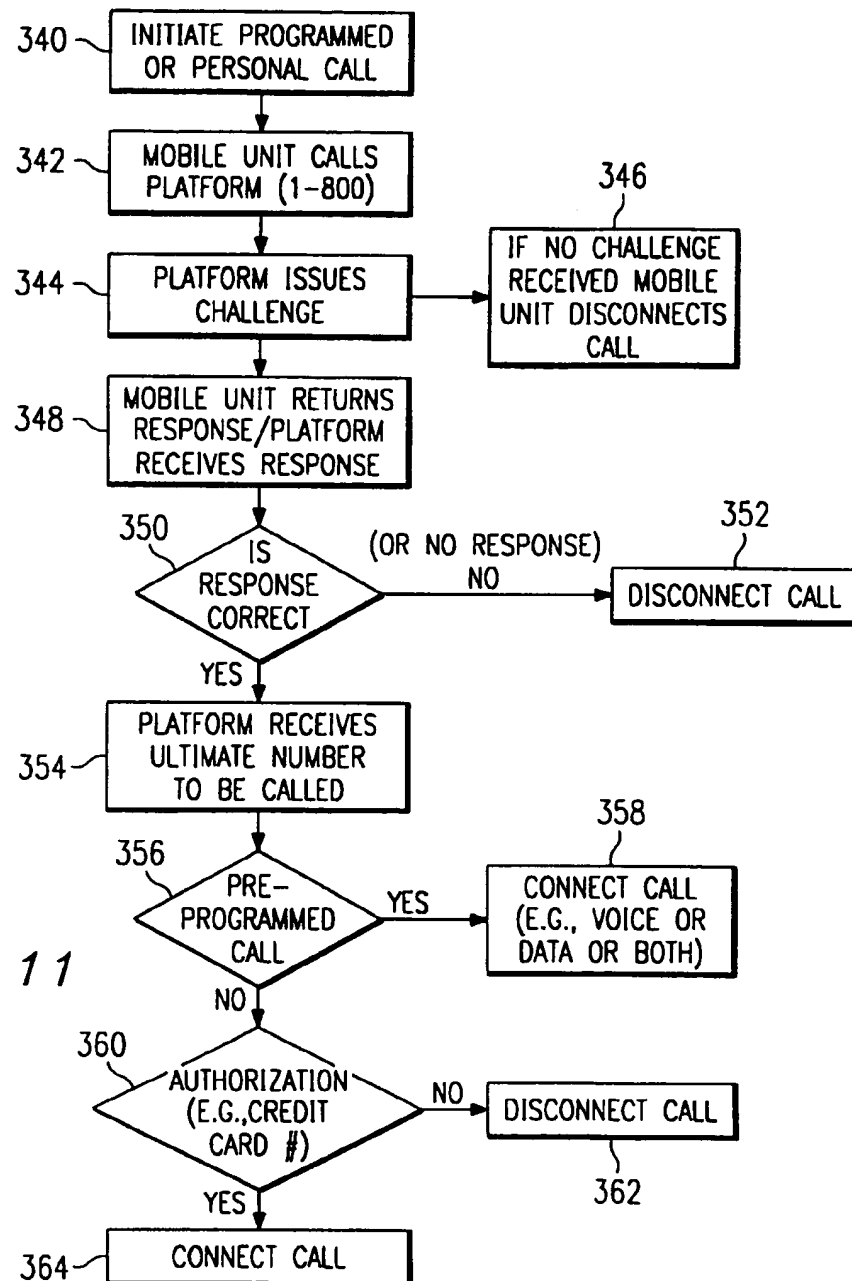 340
INITIATE PROGRAMMED
OR PERSONAL CALL
342
MOBILE UNIT CALLS
PLATFORM (1-800)
344
PLATFORM ISSUES
CHALLENGE
346
IF NO CHALLENGE
RECEIVED MOBILE
UNIT DISCONNECTS
CALL
348
MOBILE UNIT RETURNS
RESPONSE/PLATFORM
RECEIVES RESPONSE
350
IS
RESPONSE
CORRECT
(OR NO RESPONSE)
NO
352
DISCONNECT CALL
YES
354
PLATFORM RECEIVES
ULTIMATE NUMBER
TO BE CALLED
356
PRE-
PROGRAMMED
CALL
YES
358
CONNECT CALL
(E.G., VOICE OR
DATA OR BOTH)
11
NO
360
AUTHORIZATION
(E.G.,CREDIT
CARD #)
NO
DISCONNECT CALL
362
YES
364
CONNECT CALL